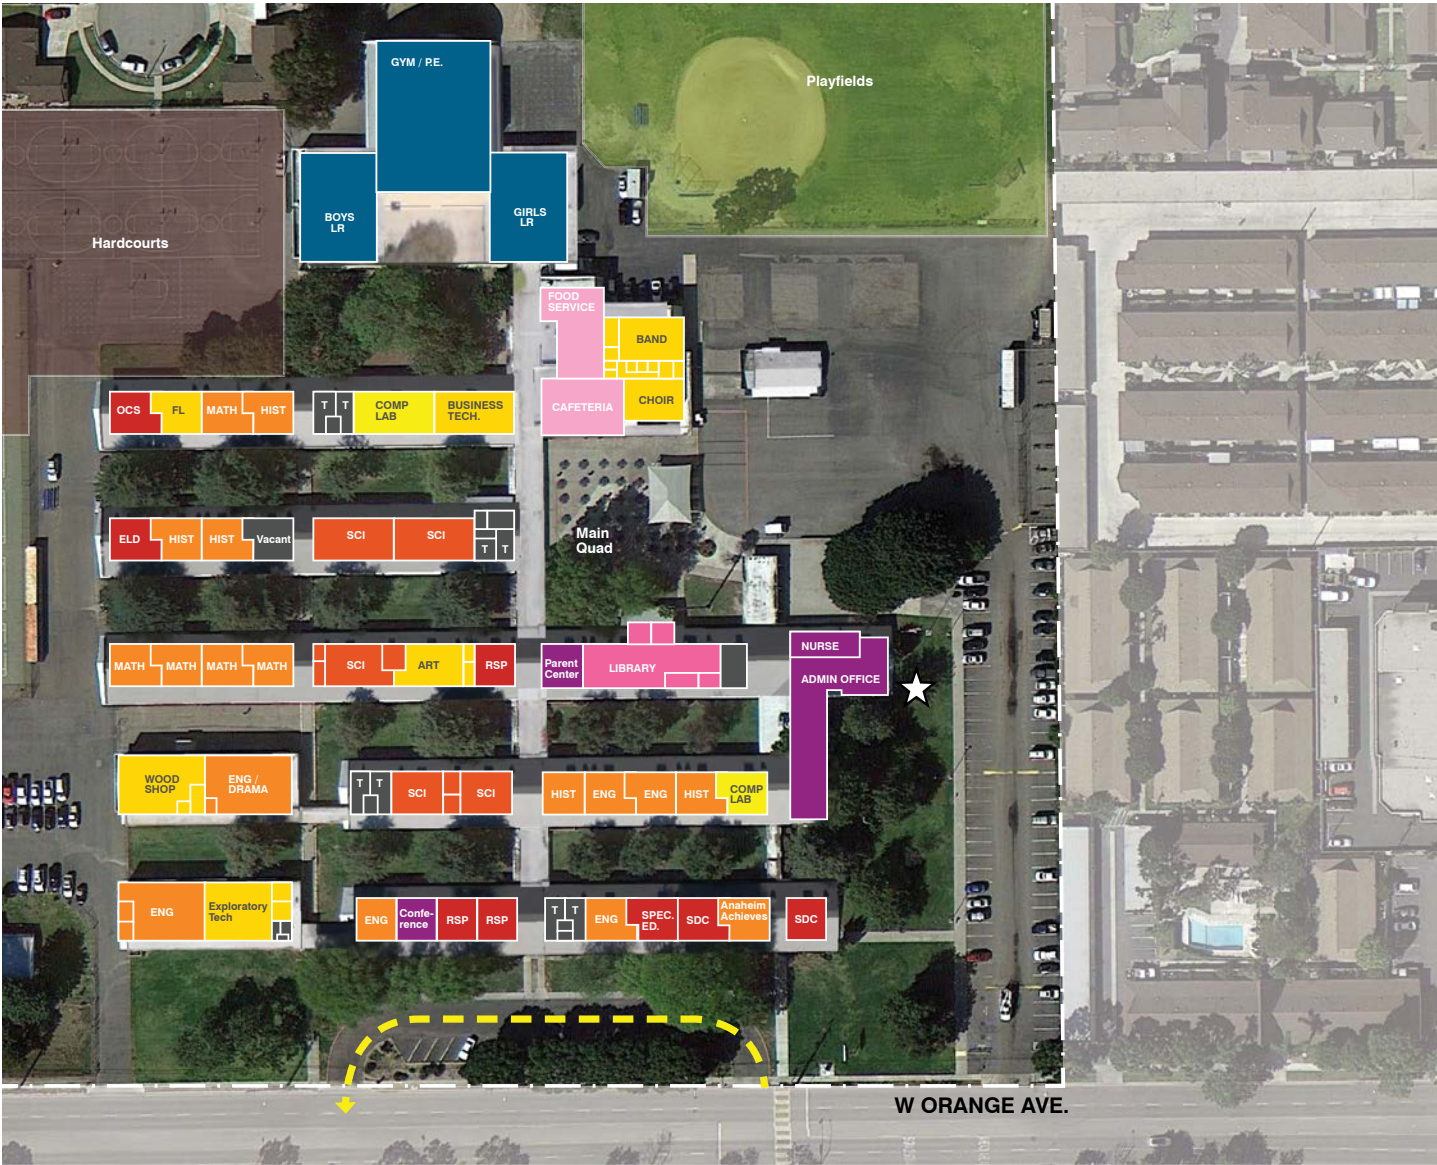 GYM / P.E.
Playfields
BOYS
LR
GIRLS
LR
Hardcourts
FOOD
SERVICE
BAND
CAFETERIA
CHOIR
OCS
FL
MATH
HIST
T
T
COMP
LAB
BUSINESS
TECH.
ELD
HIST
HIST
Vacant
SCI
SCI
T
T
Main
Quad
MATH
MATH
MATH
MATH
SCI
ART
RSP
Parent
Center
LIBRARY
NURSE
ADMIN OFFICE
WOOD
SHOP
ENG /
DRAMA
T
T
SCI
SCI
HIST
ENG
ENG
HIST
COMP
LAB
ENG
Exploratory
Tech
ENG
Confe-
rence
RSP
RSP
T
T
ENG
SPEC.
ED.
SDC
Anaheim
Achieves
SDC
W ORANGE AVE.